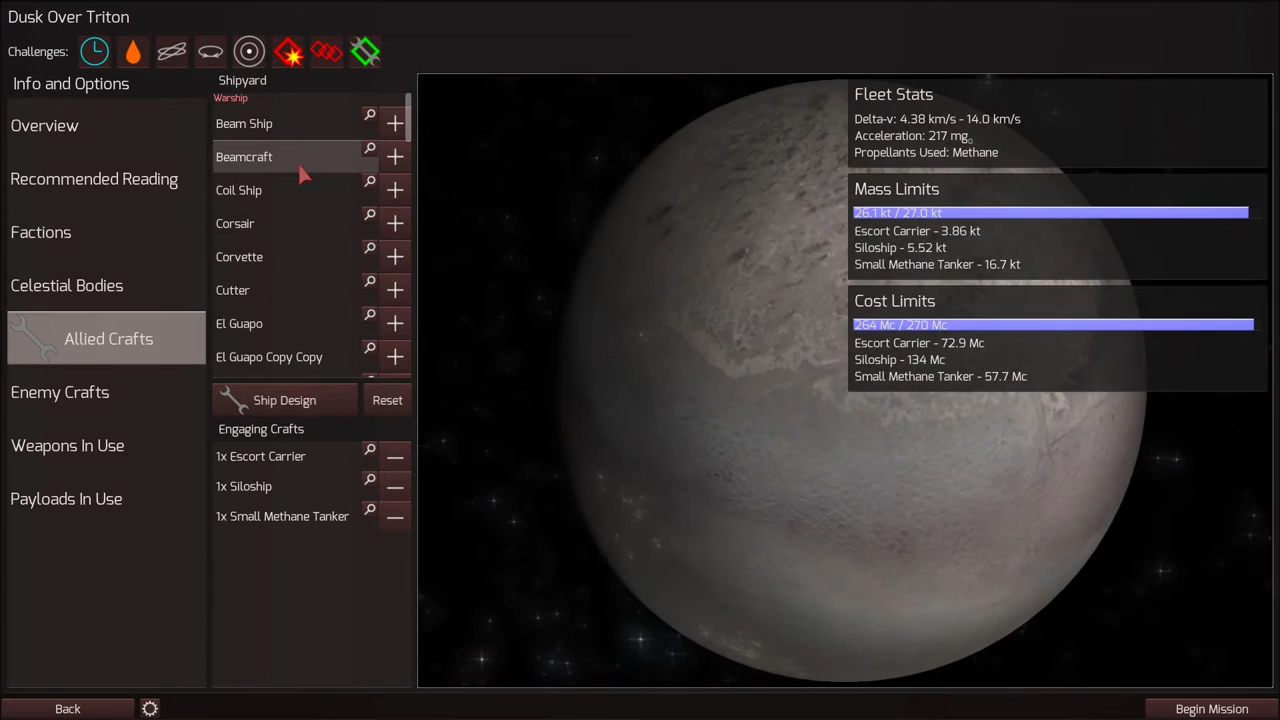 Dusk Over Triton
Challenges:
Info and Options
Overview
Recommended Reading
Factions
Celestial Bodies
Allied Crafts
Enemy Crafts
Weapons In Use
Payloads In Use
Shipyard
Warship
Beam Ship
Beamcraft
Coil Ship
Corsair
Corvette
Cutter
El Guapo
El Guapo Copy Copy
Ship Design
Reset
Engaging Crafts
1x Escort Carrier
1x Siloship
1x Small Methane Tanker
Fleet Stats
Delta-v: 4.38 km/s - 14.0 km/s
Acceleration: 217 mg₀
Propellants Used: Methane
Mass Limits
26.1 kt / 27.0 kt
Escort Carrier - 3.86 kt
Siloship - 5.52 kt
Small Methane Tanker - 16.7 kt
Cost Limits
264 Mc / 270 Mc
Escort Carrier - 72.9 Mc
Siloship - 134 Mc
Small Methane Tanker - 57.7 Mc
Back
Begin Mission